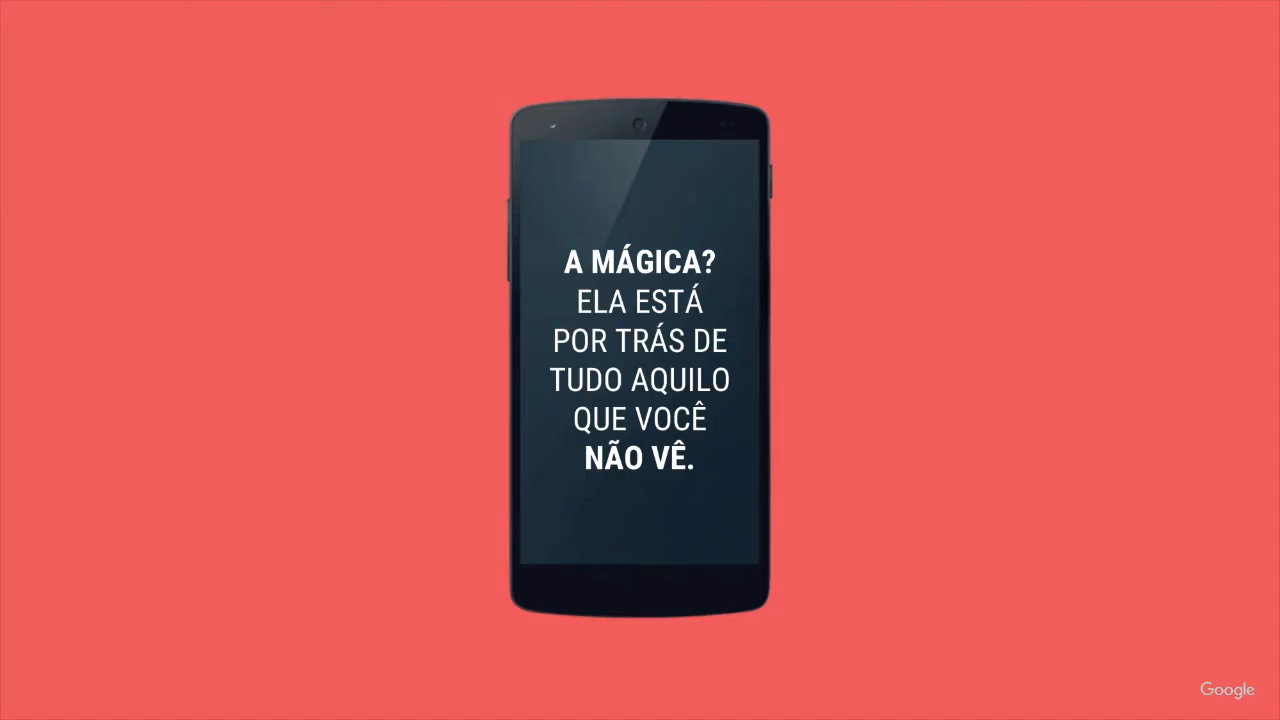 A MÁGICA?
ELA ESTÁ
POR TRÁS DE
TUDO AQUILO
QUE VOCÊ
NÃO VÊ.
Google